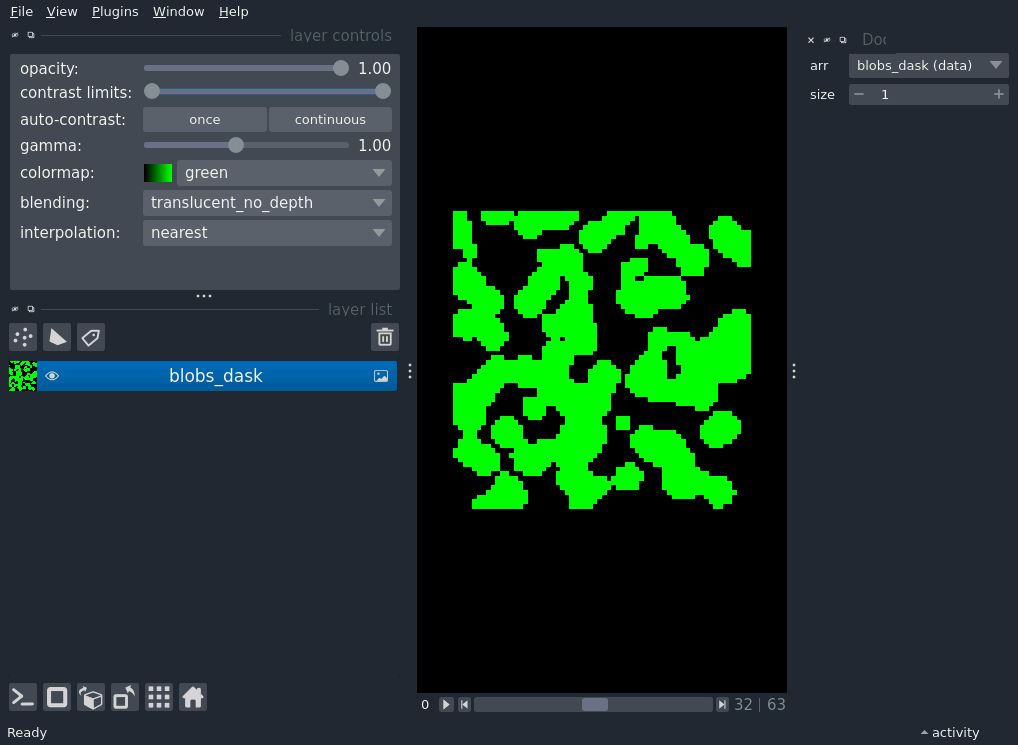 File View Plugins Window Help
layer controls
opacity: 1.00
contrast limits:
auto-contrast: once continuous
gamma: 1.00
colormap: green
blending: translucent_no_depth
interpolation: nearest
layer list
blobs_dask
0 32 | 63
Ready
arr blobs_dask (data)
size 1
activity